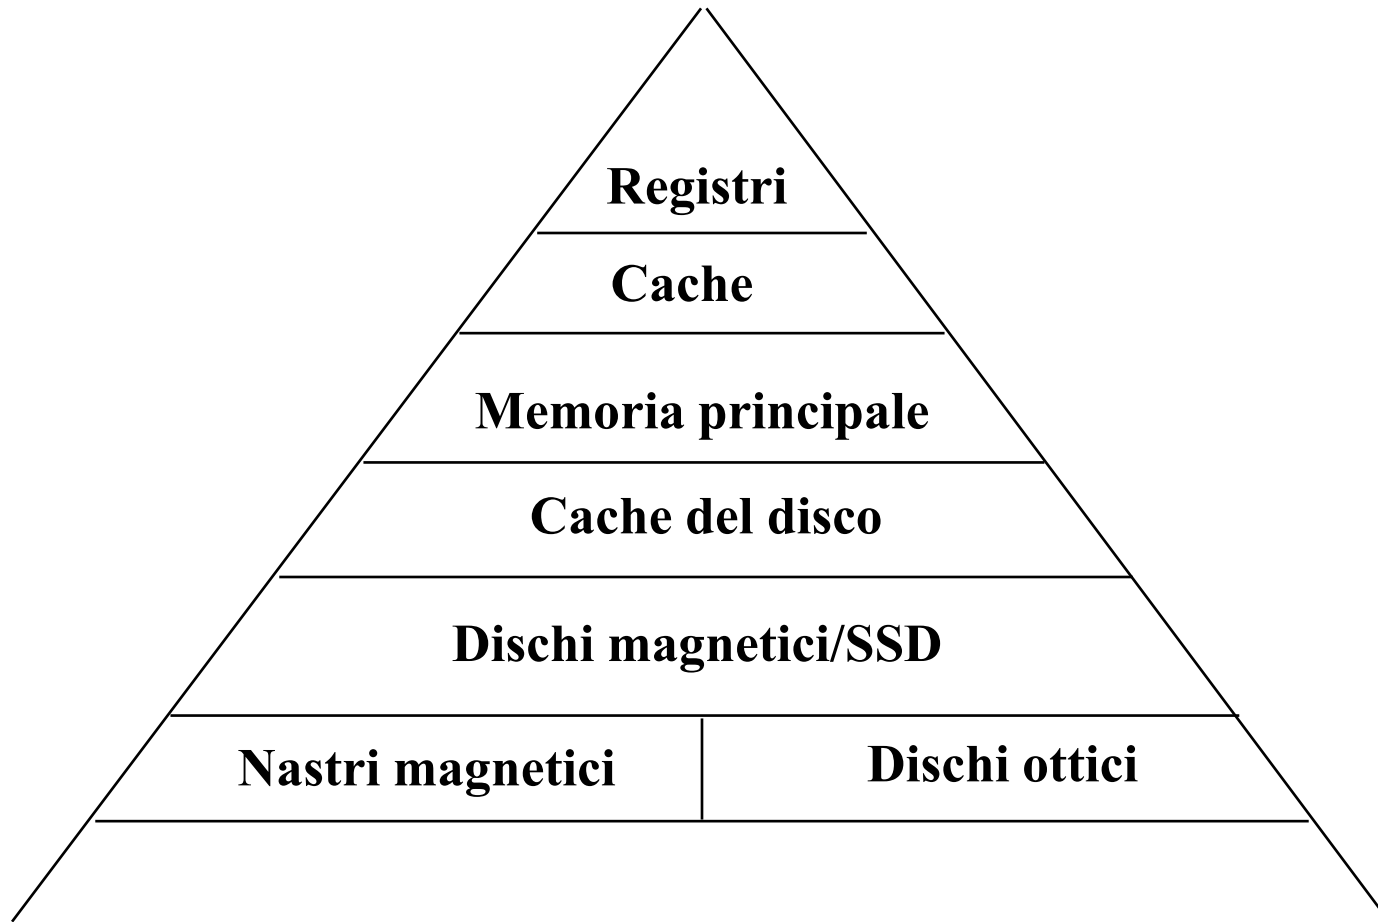 Registri
Cache
Memoria principale
Cache del disco
Dischi magnetici/SSD
Nastri magnetici
Dischi ottici